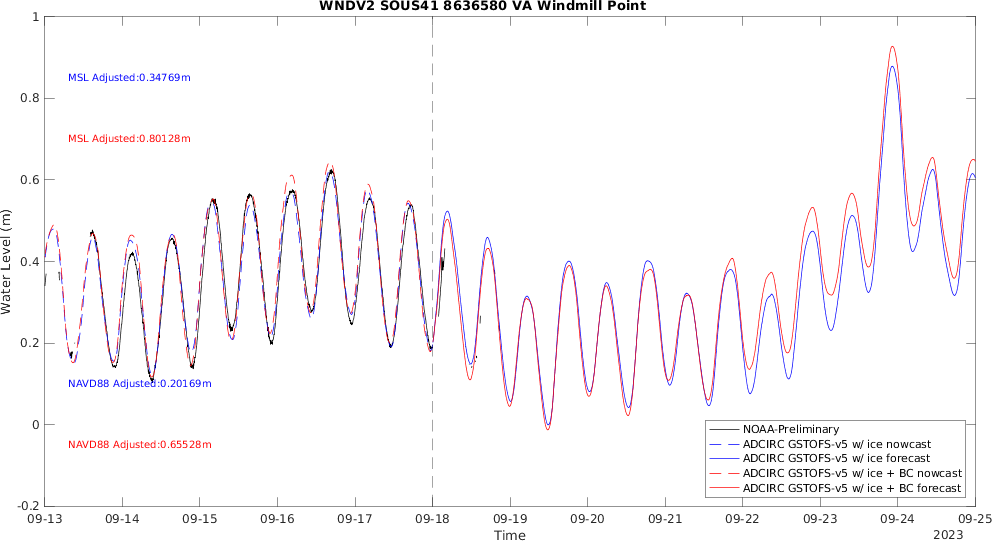 WNDV2 SOUS41 8636580 VA Windmill Point
1
0.8
0.6
0.4
0.2
0
-0.2
Water Level (m)
MSL Adjusted:0.34769m
MSL Adjusted:0.80128m
NAVD88 Adjusted:0.20169m
NAVD88 Adjusted:0.65528m
NOAA-Preliminary
ADCIRC GSTOFS-v5 w/ ice nowcast
ADCIRC GSTOFS-v5 w/ ice forecast
ADCIRC GSTOFS-v5 w/ ice + BC nowcast
ADCIRC GSTOFS-v5 w/ ice + BC forecast
09-13 09-14 09-15 09-16 09-17 09-18 09-19 09-20 09-21 09-22 09-23 09-24 09-25
Time
2023